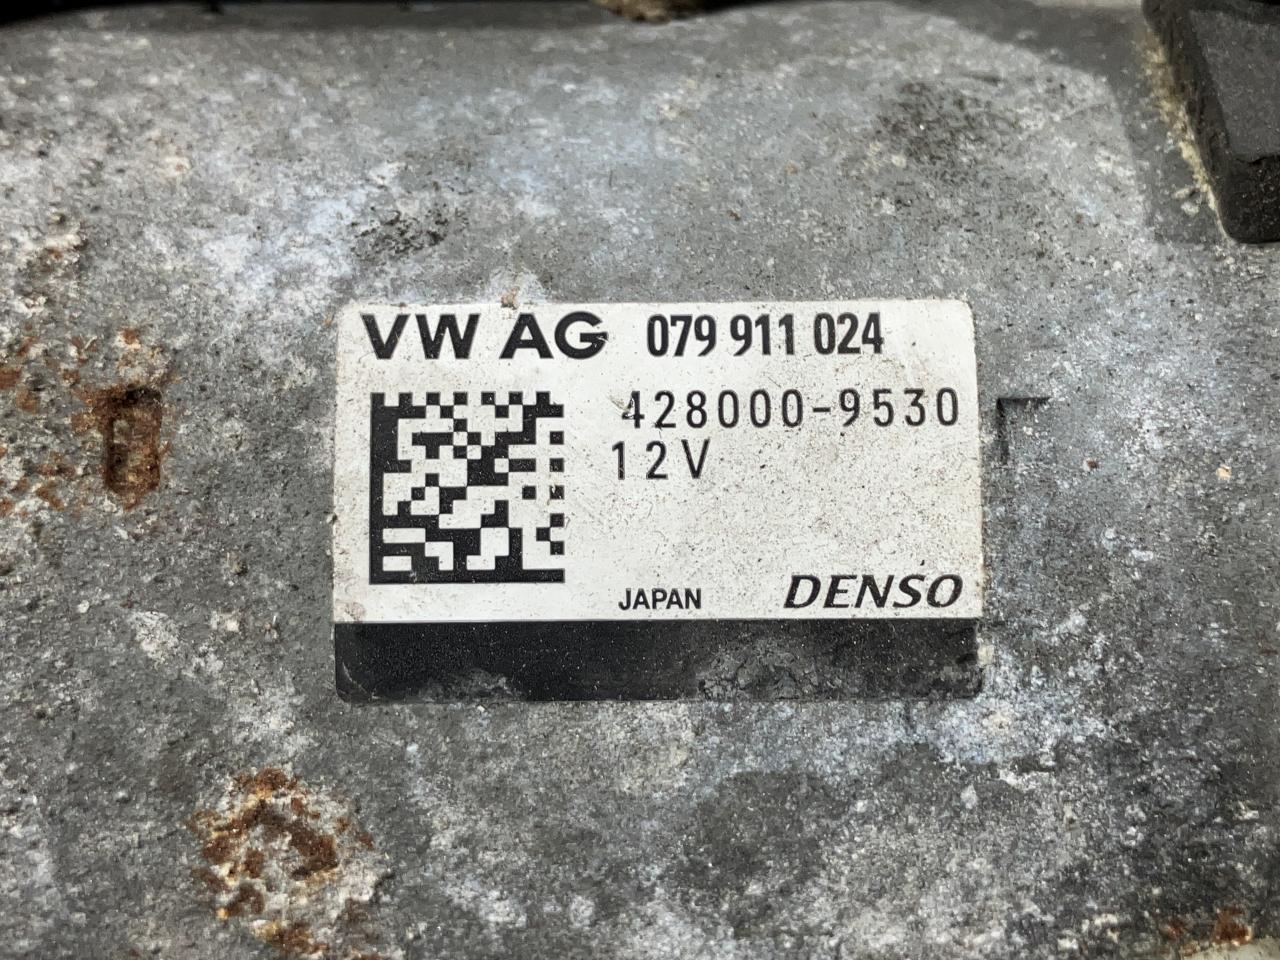 VW AG 079 911 024
428000-9530
12V
JAPAN DENSO